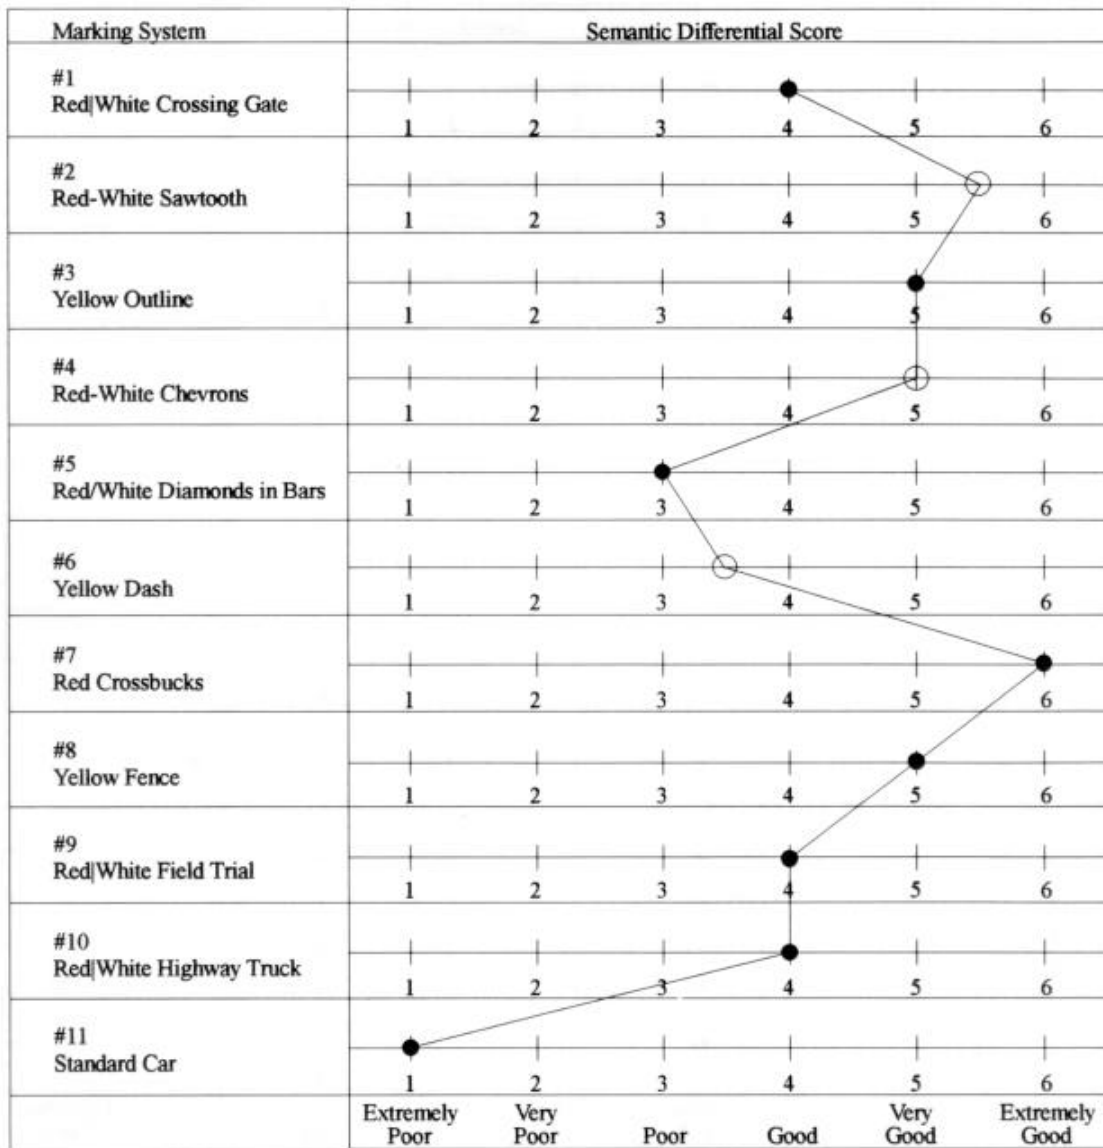 Marking System Semantic Differential Score
#1
Red|White Crossing Gate
1 2 3 4 5 6
#2
Red-White Sawtooth
1 2 3 4 5 6
#3
Yellow Outline
1 2 3 4 5 6
#4
Red-White Chevrons
1 2 3 4 5 6
#5
Red/White Diamonds in Bars
1 2 3 4 5 6
#6
Yellow Dash
1 2 3 4 5 6
#7
Red Crossbucks
1 2 3 4 5 6
#8
Yellow Fence
1 2 3 4 5 6
#9
Red|White Field Trial
1 2 3 4 5 6
#10
Red|White Highway Truck
1 2 3 4 5 6
#11
Standard Car
1 2 3 4 5 6
Extremely Very Very Extremely
Poor Poor Poor Good Good Good